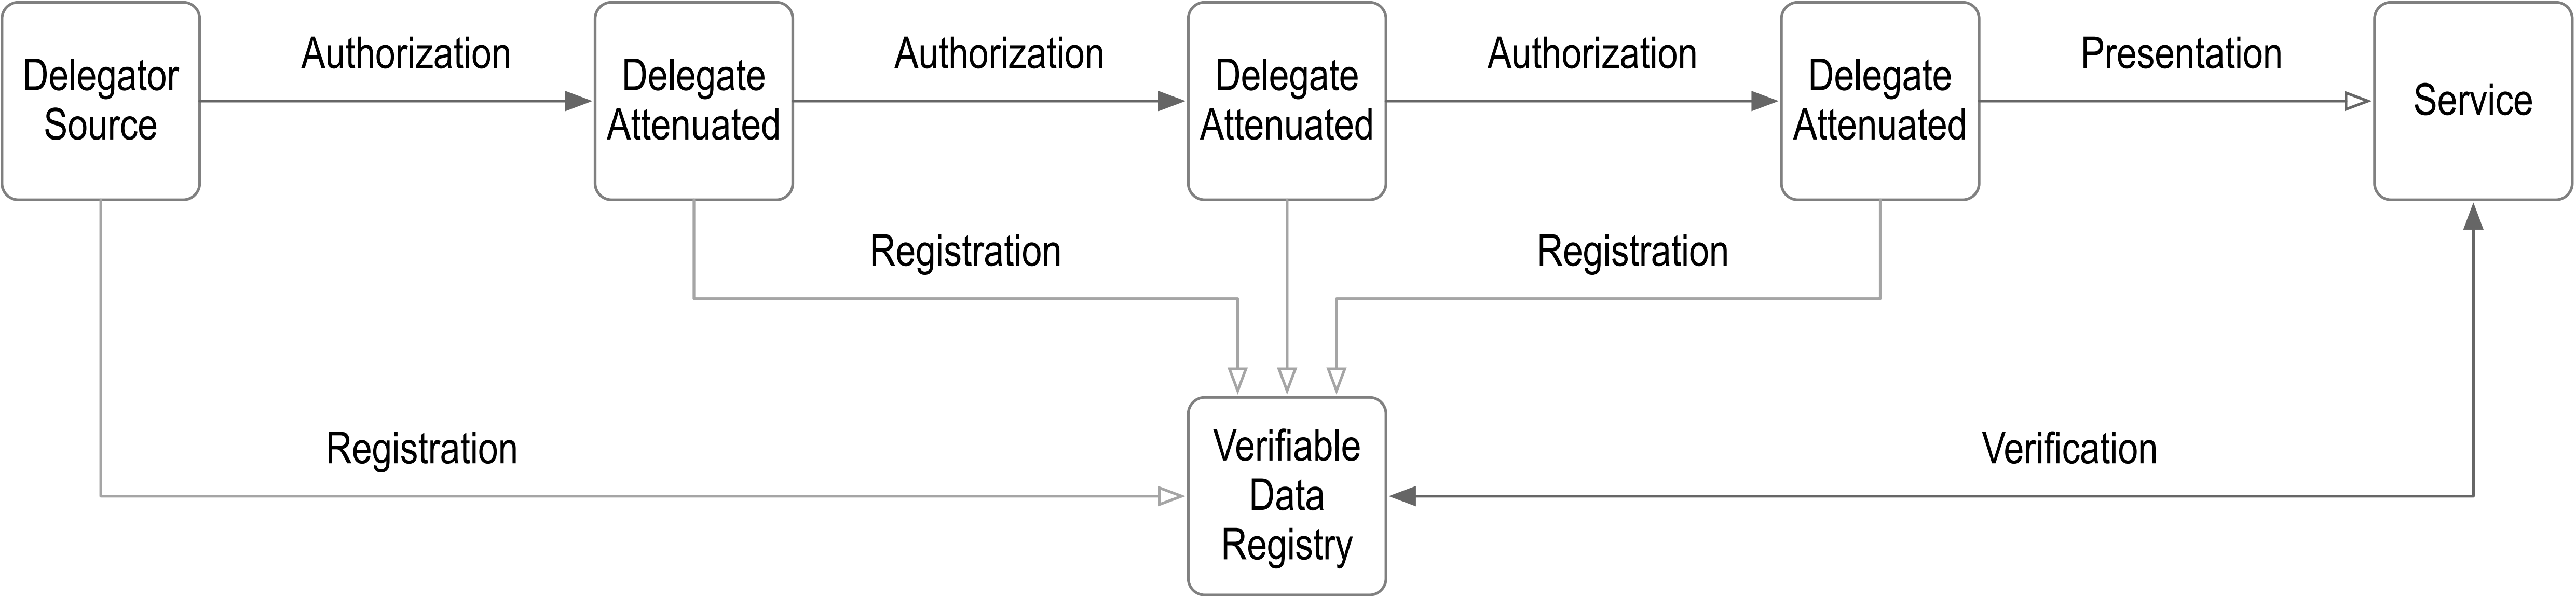 Delegator
Source
Authorization
Delegate
Attenuated
Authorization
Delegate
Attenuated
Authorization
Delegate
Attenuated
Presentation
Service
Registration
Registration
Registration
Verifiable
Data
Registry
Verification